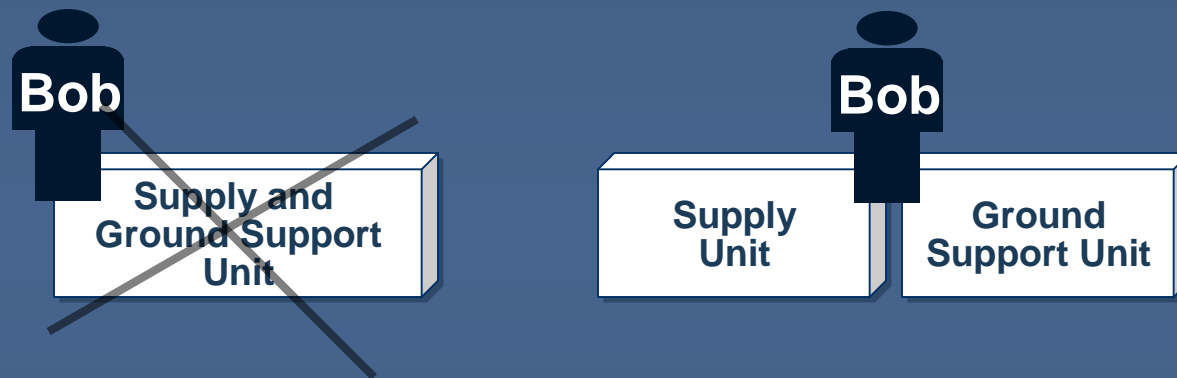 Bob
Supply and
Ground Support
Unit
Bob
Supply
Unit
Ground
Support Unit